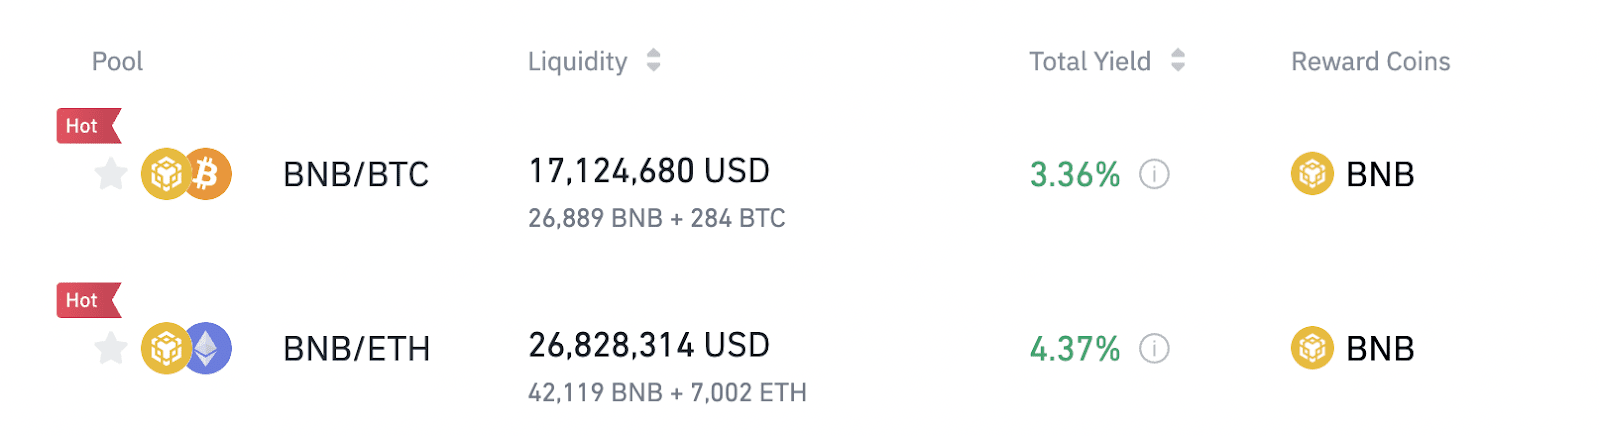 Pool Liquidity Total Yield Reward Coins
Hot
BNB/BTC 17,124,680 USD 3.36% BNB
26,889 BNB + 284 BTC
Hot
BNB/ETH 26,828,314 USD 4.37% BNB
42,119 BNB + 7,002 ETH